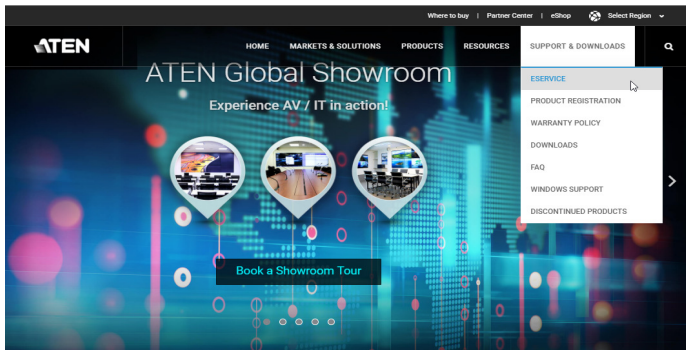 Where to buy | Partner Center | eShop Select Region
ATEN
HOME MARKETS & SOLUTIONS PRODUCTS RESOURCES SUPPORT & DOWNLOADS
ATEN Global Showroom
Experience AV / IT in action!
Book a Showroom Tour
ESERVICE
PRODUCT REGISTRATION
WARRANTY POLICY
DOWNLOADS
FAQ
WINDOWS SUPPORT
DISCONTINUED PRODUCTS